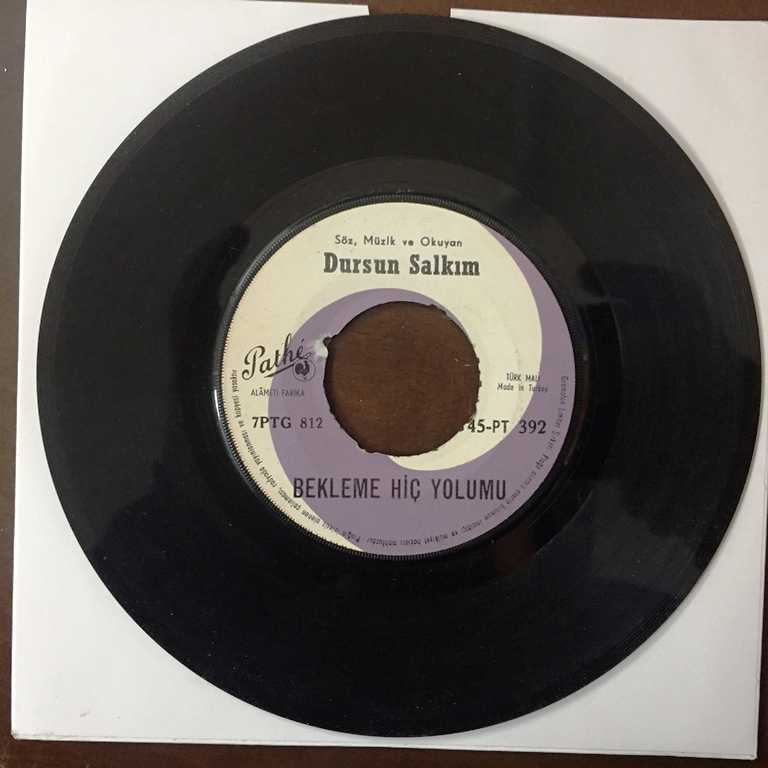 Söz, Müzik ve Okuyan
Dursun Salkım
Pathé
ALÂMETİ FARİKA
TÜRK MALI
Made in Turkey
7PTG 812
45-PT 392
BEKLEME HİÇ YOLUMU